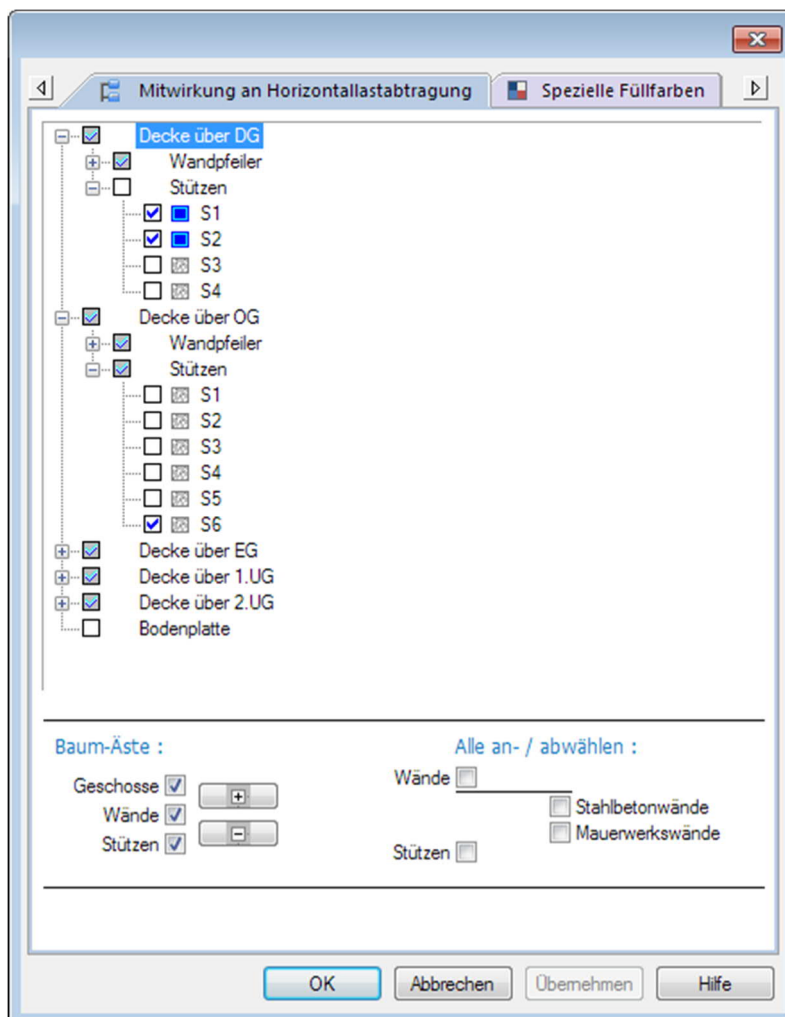 Mitwirkung an Horizontallastabtragung Spezielle Füllfarben
Decke über DG
Wandpfeiler
Stützen
S1
S2
S3
S4
Decke über OG
Wandpfeiler
Stützen
S1
S2
S3
S4
S5
S6
Decke über EG
Decke über 1.UG
Decke über 2.UG
Bodenplatte
Baum-Äste :
Geschosse
Wände
Stützen
Alle an- / abwählen :
Wände
Stahlbetonwände
Mauerwerkswände
Stützen
OK Abbrechen Übernehmen Hilfe